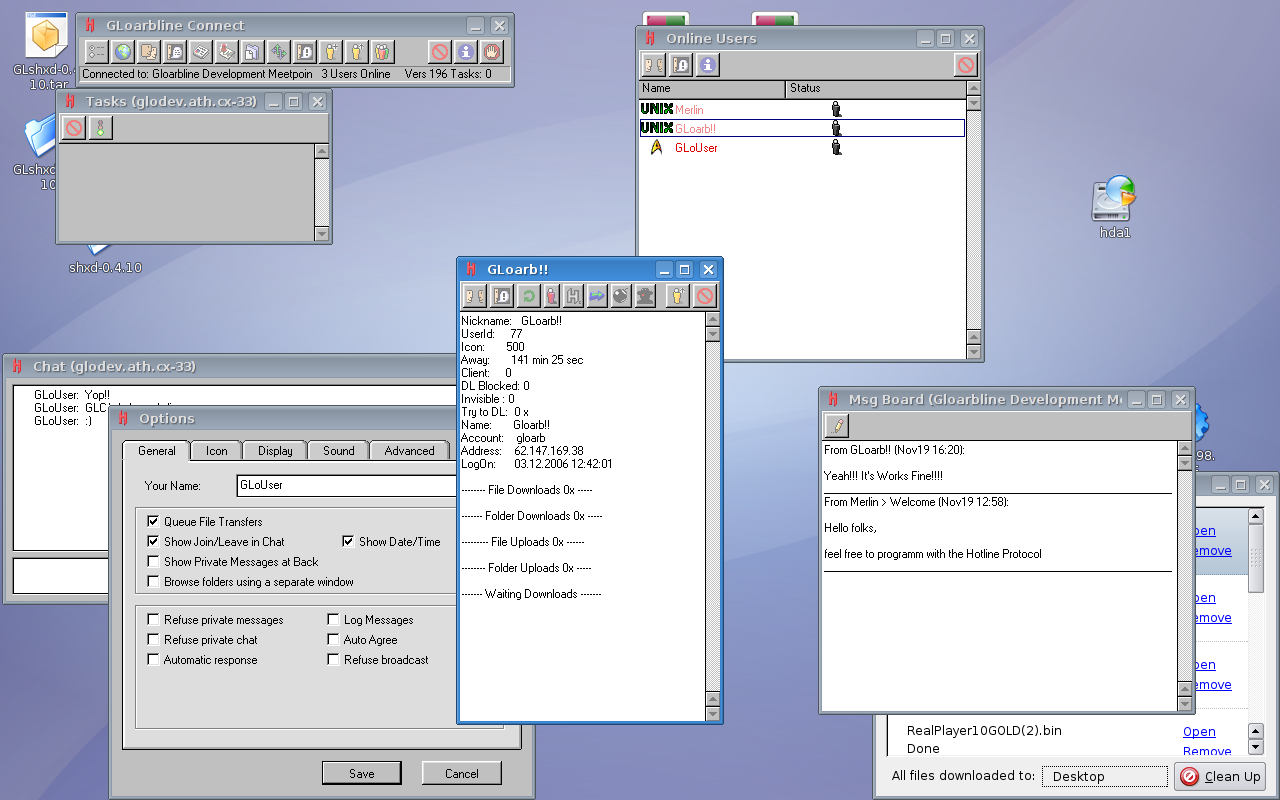 GLoarbline Connect
Connected to: Gloarbline Development Meetpoin 3 Users Online Vers 196 Tasks: 0
GLshxd-0.
10.tar
Tasks (glodev.ath.cx-33)
GLshxc
10
shxd-0.4.10
Online Users
Name Status
UNIX Merlin
UNIX GLoarb!!
GLoUser
hda1
Chat (glodev.ath.cx-33)
GLoUser: Yop!!
GLoUser: GLC
GLoUser: :)
Options
General Icon Display Sound Advanced
Your Name: GLoUser
Queue File Transfers
Show Join/Leave in Chat Show Date/Time
Show Private Messages at Back
Browse folders using a separate window
Refuse private messages Log Messages
Refuse private chat Auto Agree
Automatic response Refuse broadcast
Save Cancel
GLoarb!!
Nickname: GLoarb!!
UserId: 77
Icon: 500
Away: 141 min 25 sec
Client: 0
DL Blocked: 0
Invisible : 0
Try to DL: 0 x
Name: Gloarb!!
Account: gloarb
Address: 62.147.169.38
LogOn: 03.12.2006 12:42:01
------- File Downloads 0x -----
------- Folder Downloads 0x -----
-------- File Uploads 0x ------
------- Folder Uploads 0x -----
------- Waiting Downloads -------
Msg Board (Gloarbline Development M
From GLoarb!! (Nov19 16:20):
Yeah!!! It's Works Fine!!!!
From Merlin > Welcome (Nov19 12:58):
Hello folks,
feel free to programm with the Hotline Protocol
98.
pen
emove
pen
emove
pen
emove
RealPlayer10GOLD(2).bin Open
Done Remove
All files downloaded to: Desktop Clean Up